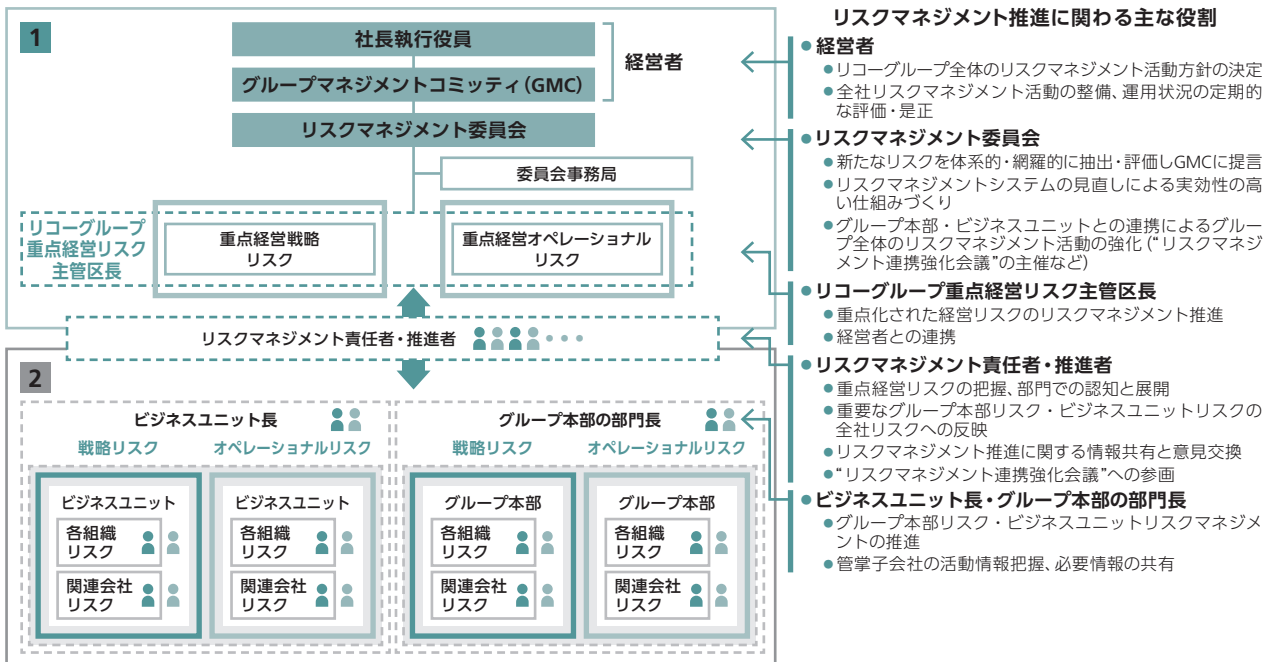 1
社長執行役員
グループマネジメントコミッティ(GMC)
経営者
リスクマネジメント委員会
委員会事務局
リコーグループ
重点経営リスク
主管区長
重点経営戦略
リスク
重点経営オペレーショナル
リスク
リスクマネジメント責任者・推進者
2
ビジネスユニット長
戦略リスク
オペレーショナルリスク
ビジネスユニット
各組織
リスク
関連会社
リスク
ビジネスユニット
各組織
リスク
関連会社
リスク
グループ本部の部門長
戦略リスク
オペレーショナルリスク
グループ本部
各組織
リスク
関連会社
リスク
グループ本部
各組織
リスク
関連会社
リスク
リスクマネジメント推進に関わる主な役割
●経営者
●リコーグループ全体のリスクマネジメント活動方針の決定
●全社リスクマネジメント活動の整備、運用状況の定期的
な評価・是正
●リスクマネジメント委員会
●新たなリスクを体系的・網羅的に抽出・評価しGMCに提言
●リスクマネジメントシステムの見直しによる実効性の高
い仕組みづくり
●グループ本部・ビジネスユニットとの連携によるグルー
プ全体のリスクマネジメント活動の強化(“リスクマネジ
メント連携強化会議”の主催など)
●リコーグループ重点経営リスク主管区長
●重点化された経営リスクのリスクマネジメント推進
●経営者との連携
●リスクマネジメント責任者・推進者
●重点経営リスクの把握、部門での認知と展開
●重要なグループ本部リスク・ビジネスユニットリスクの
全社リスクへの反映
●リスクマネジメント推進に関する情報共有と意見交換
●“リスクマネジメント連携強化会議”への参画
●ビジネスユニット長・グループ本部の部門長
●グループ本部リスク・ビジネスユニットリスクマネジメ
ントの推進
●管掌子会社の活動情報把握、必要情報の共有